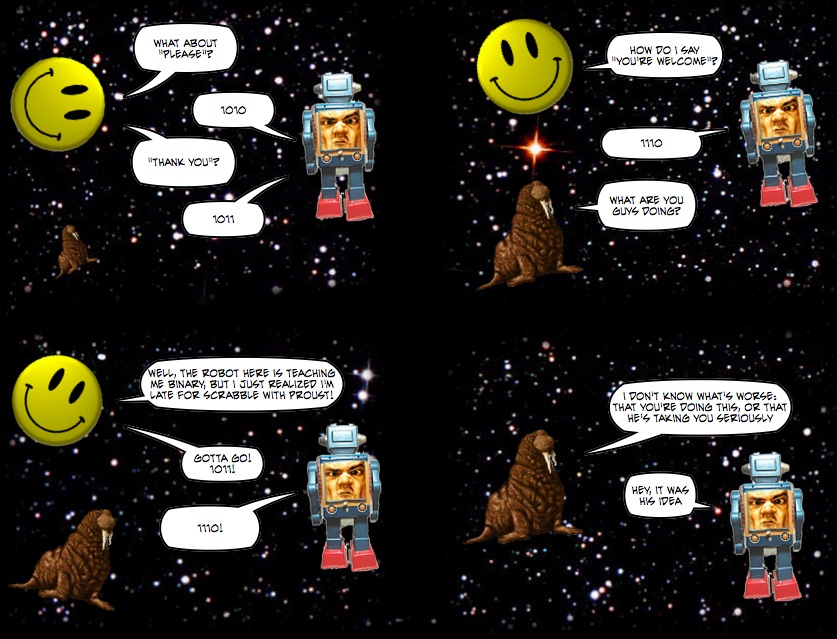 WHAT ABOUT
"PLEASE"?
1010
"THANK YOU"?
1011
HOW DO I SAY
"YOU'RE WELCOME"?
1110
WHAT ARE YOU
GUYS DOING?
WELL, THE ROBOT HERE IS TEACHING
ME BINARY, BUT I JUST REALIZED I'M
LATE FOR SCRABBLE WITH PROUST!
GOTTA GO!
1011!
1110!
I DON'T KNOW WHAT'S WORSE:
THAT YOU'RE DOING THIS, OR THAT
HE'S TAKING YOU SERIOUSLY
HEY, IT WAS
HIS IDEA